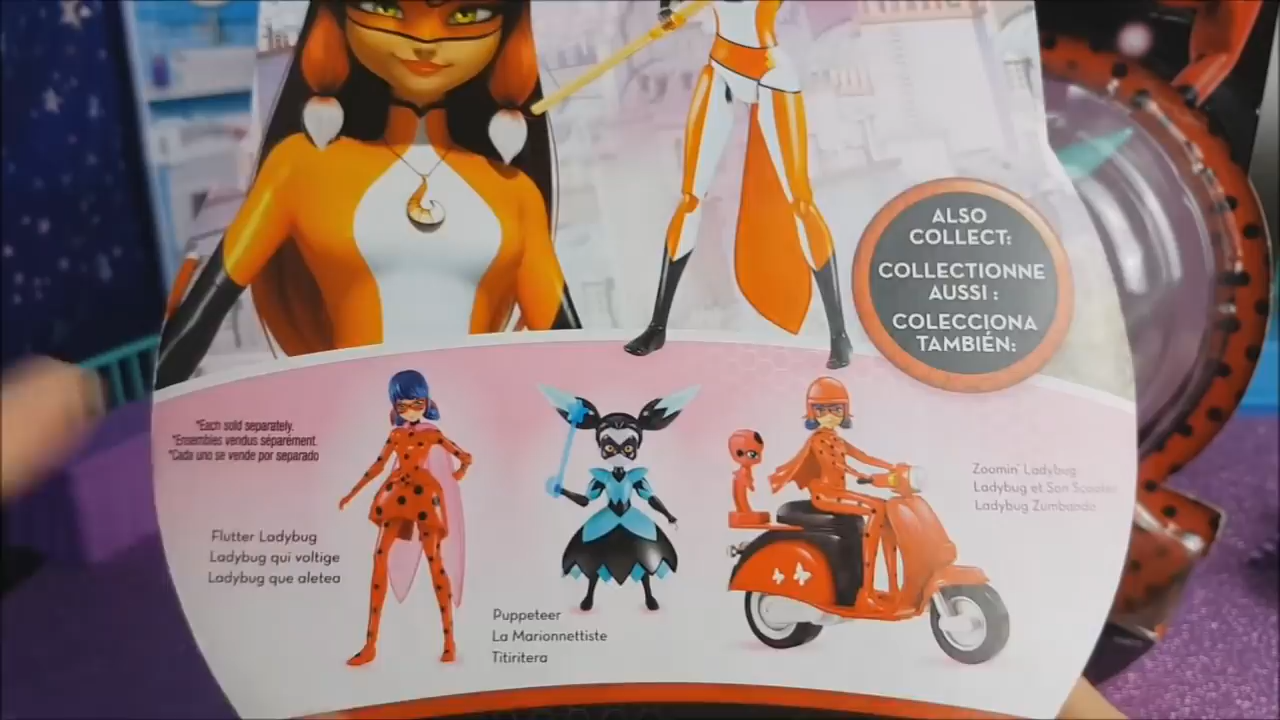 ALSO
COLLECT:
COLLECTIONNE
AUSSI :
COLECCIONA
TAMBIÉN:
*Each sold separately.
*Ensembles vendus séparément.
*Cada uno se vende por separado
Flutter Ladybug
Ladybug qui voltige
Ladybug que aletea
Puppeteer
La Marionnettiste
Titiritera
Zoomin' Ladybug
Ladybug et Son Scooter
Ladybug Zumbando